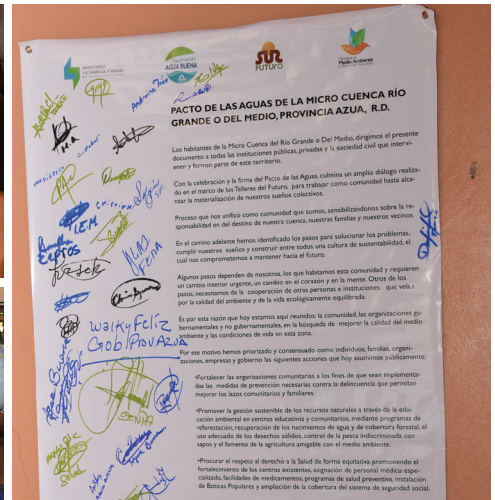 MINISTERIO
DE ENERGÍA Y MINAS
AGUA BUENA
SUR
FUTURO
Medio Ambiente
PACTO DE LAS AGUAS DE LA MICRO CUENCA RÍO
GRANDE O DEL MEDIO, PROVINCIA AZUA, R.D.
Los habitantes de la Micro Cuenca del Río Grande o Del Medio, dirigimos el presente
documento a todas las instituciones públicas, privadas y la sociedad civil que intervi-
enen y forman parte de este territorio.
Con la celebración y la firma del Pacto de las Aguas, culmina un amplio diálogo realiza-
do en el marco de los Talleres del Futuro, para trabajar como comunidad hasta alcan-
zar la materialización de nuestros sueños colectivos.
Proceso que nos unificó como comunidad que somos, sensibilizándonos sobre la re-
sponsabilidad en del destino de nuestra cuenca, nuestras familias y nuestros vecinos.
En el camino adelante hemos identificado los pasos para solucionar los problemas,
cumplir nuestros sueños y construir entre todos una cultura de sustentabilidad, el
cual nos comprometemos a mantener hacia el futuro.
Algunos pasos dependen de nosotros, los que habitamos esta comunidad y requieren
un cambio interior urgente, un cambio en el corazón y en la mente. Otros de los
pasos, necesitamos de la cooperación de otras personas e instituciones que velan
por la calidad del ambiente y de la vida ecológicamente equilibrada.
Es por esta razón que hoy estamos aquí reunidos: la comunidad, las organizaciones gu-
bernamentales y no gubernamentales, en la búsqueda de mejorar la calidad del medio
ambiente y las condiciones de vida en esta zona.
Por ese motivo hemos priorizado y consensuado como individuos, familias, organi-
zaciones, empresas y gobierno las siguientes acciones que hoy asumimos públicamente:
•Fortalecer las organizaciones comunitarias a los fines de que sean implementa-
das las medidas de prevención necesarias contra la delincuencia que permitan
mejorar los lazos comunitarios y familiares.
•Promover la gestión sostenible de los recursos naturales a través de la edu-
cación ambiental en centros educativos y comunitarios, mediante programas de
reforestación, recuperación de los nacimientos de agua y de cobertura forestal, el
uso adecuado de los desechos sólidos, control de la pesca indiscriminada con
tapos y el fomento de la agricultura amigable con el medio ambiente.
•Procurar el respeto al derecho a la Salud de forma equitativa promoviendo el
fortalecimiento de los centros existentes, asignación de personal médico espe-
cializado, facilidades de medicamentos, programas de salud preventiva, instalación
de Boticas Populares y ampliación de la cobertura del sistema de seguridad social.
M.A
I.E.M
Walky Feliz
Gob/Prov AZUA